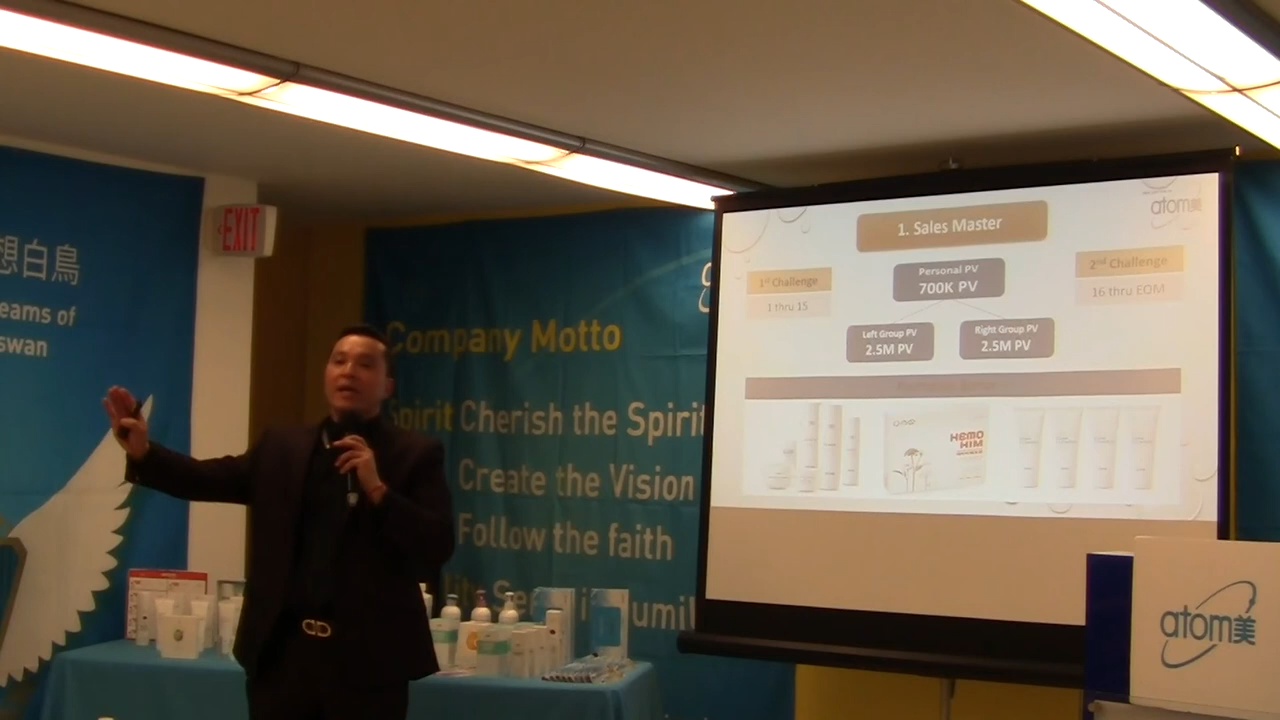 想白鳥
eams of
swan
EXIT
Company Motto
Spirit Cherish the Spirit
Create the Vision
Follow the faith
atom美
1. Sales Master
1st Challenge
1 thru 15
Personal PV
700K PV
2nd Challenge
16 thru EOM
Left Group PV
2.5M PV
Right Group PV
2.5M PV
HEMO
HIM
atom美